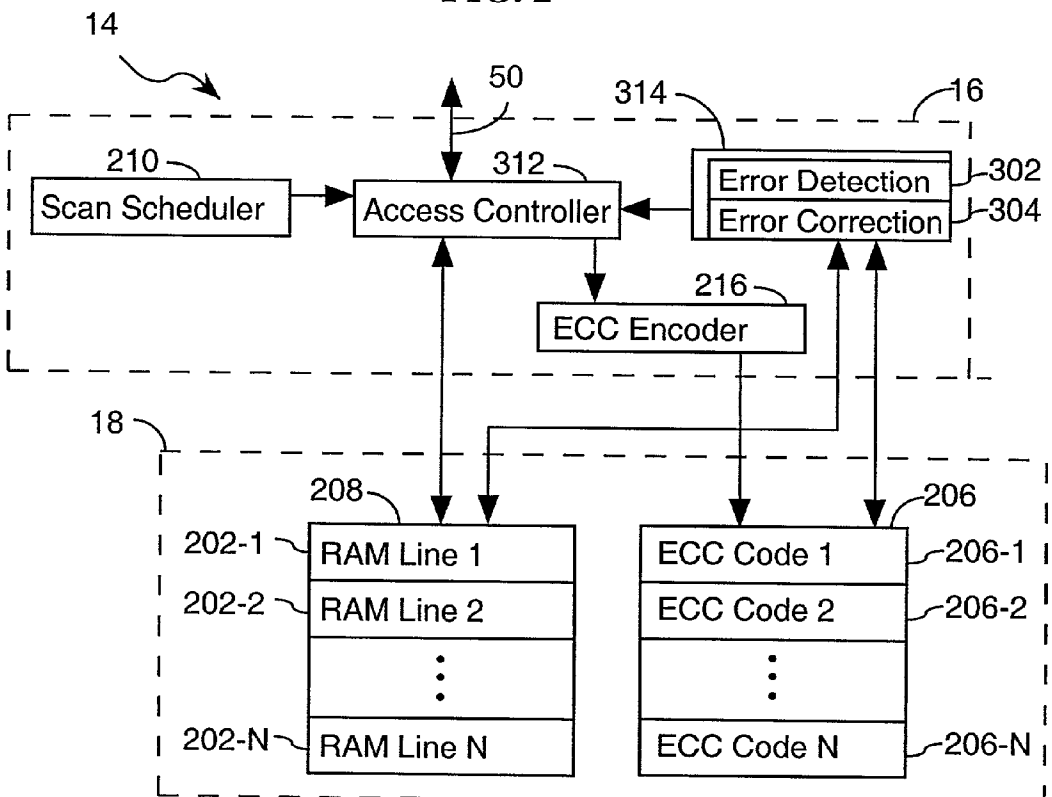 14
50
314
16
210
312
Scan Scheduler
Access Controller
Error Detection
302
Error Correction
304
216
ECC Encoder
18
208
206
202-1
RAM Line 1
ECC Code 1
206-1
202-2
RAM Line 2
ECC Code 2
206-2
202-N
RAM Line N
ECC Code N
206-N